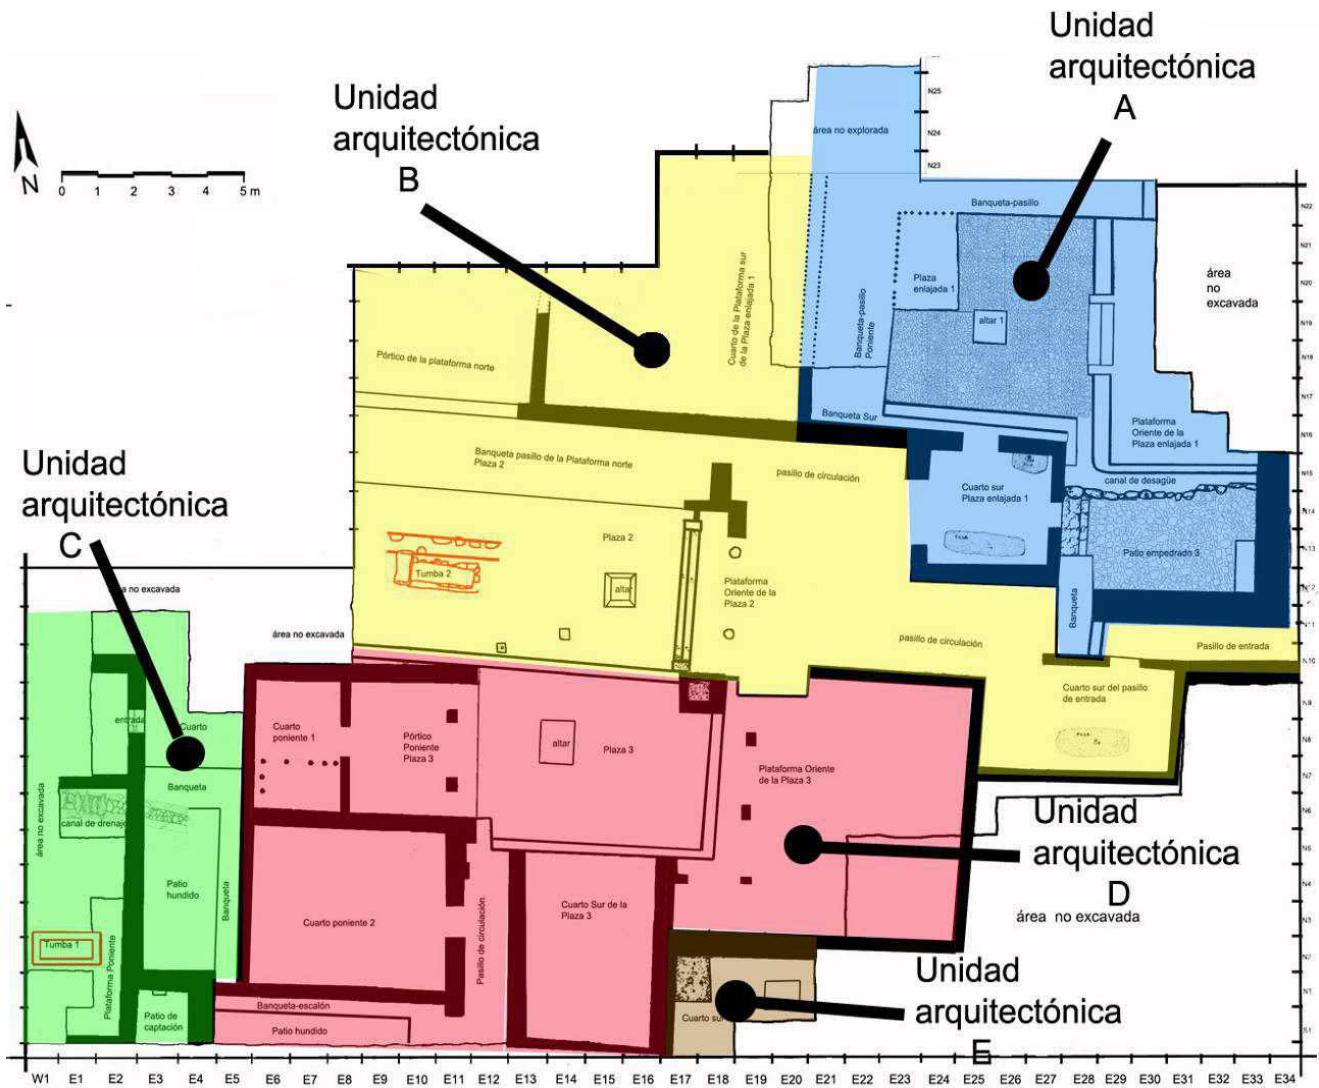 Unidad
arquitectónica
A
Unidad
arquitectónica
B
N
0 1 2 3 4 5 m
área no explorada
N25
N24
N23
Banqueta-pasillo
N22
N21
N20
N19
N18
N17
N16
N15
N14
N13
N12
N11
N10
N9
N8
N7
N6
N5
N4
N3
N2
N1
S1
área
no
excavada
Plaza
enlajada 1
altar 1
Banqueta-pasillo
Poniente
Cuarto de la Plataforma sur
de la Plaza enlajada 1
Pórtico de la plataforma norte
Banqueta Sur
Plataforma
Oriente de la
Plaza enlajada 1
Banqueta pasillo de la Plataforma norte
Plaza 2
pasillo de circulación
Cuarto sur
Plaza enlajada 1
canal de desagüe
Patio empedrado 3
Banqueta
Plaza 2
Tumba 2
altar
Plataforma
Oriente de la
Plaza 2
pasillo de circulación
Pasillo de entrada
Cuarto sur del pasillo
de entrada
Unidad
arquitectónica
C
área no excavada
área no excavada
entrada
Cuarto
Banqueta
canal de drenaje
área no excavada
Patio
hundido
Banqueta
Tumba 1
Plataforma Poniente
Patio de
captación
Cuarto
poniente 1
Pórtico
Poniente
Plaza 3
altar
Plaza 3
Plataforma Oriente
de la Plaza 3
Cuarto poniente 2
Pasillo de circulación
Cuarto Sur de la
Plaza 3
Banqueta-escalón
Patio hundido
Unidad
arquitectónica
D
área no excavada
Unidad
arquitectónica
E
Cuarto sur
W1 E1 E2 E3 E4 E5 E6 E7 E8 E9 E10 E11 E12 E13 E14 E15 E16 E17 E18 E19 E20 E21 E22 E23 E24 E25 E26 E27 E28 E29 E30 E31 E32 E33 E34